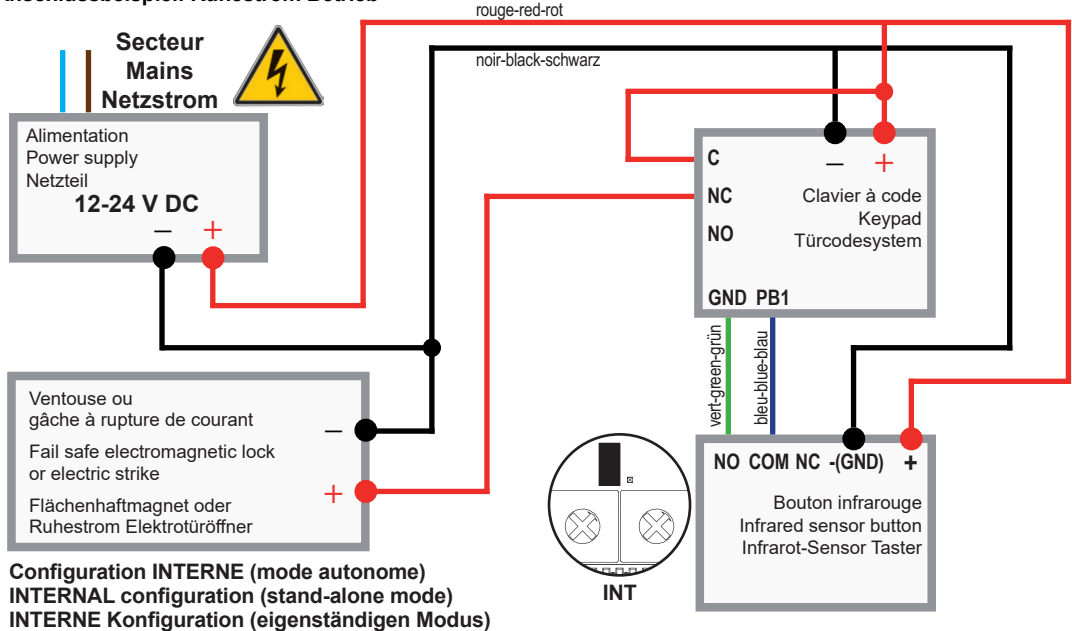 rouge-red-rot
Secteur
Mains
Netzstrom
noir-black-schwarz
Alimentation
Power supply
Netzteil
12-24 V DC
– +
C
NC
NO
– +
Clavier à code
Keypad
Türcodesystem
GND PB1
vert-green-grün
bleu-blue-blau
Ventouse ou
gâche à rupture de courant
Fail safe electromagnetic lock
or electric strike
Flächenhaftmagnet oder
Ruhestrom Elektrotüröffner
–
+
NO COM NC -(GND) +
Bouton infrarouge
Infrared sensor button
Infrarot-Sensor Taster
INT
Configuration INTERNE (mode autonome)
INTERNAL configuration (stand-alone mode)
INTERNE Konfiguration (eigenständigen Modus)